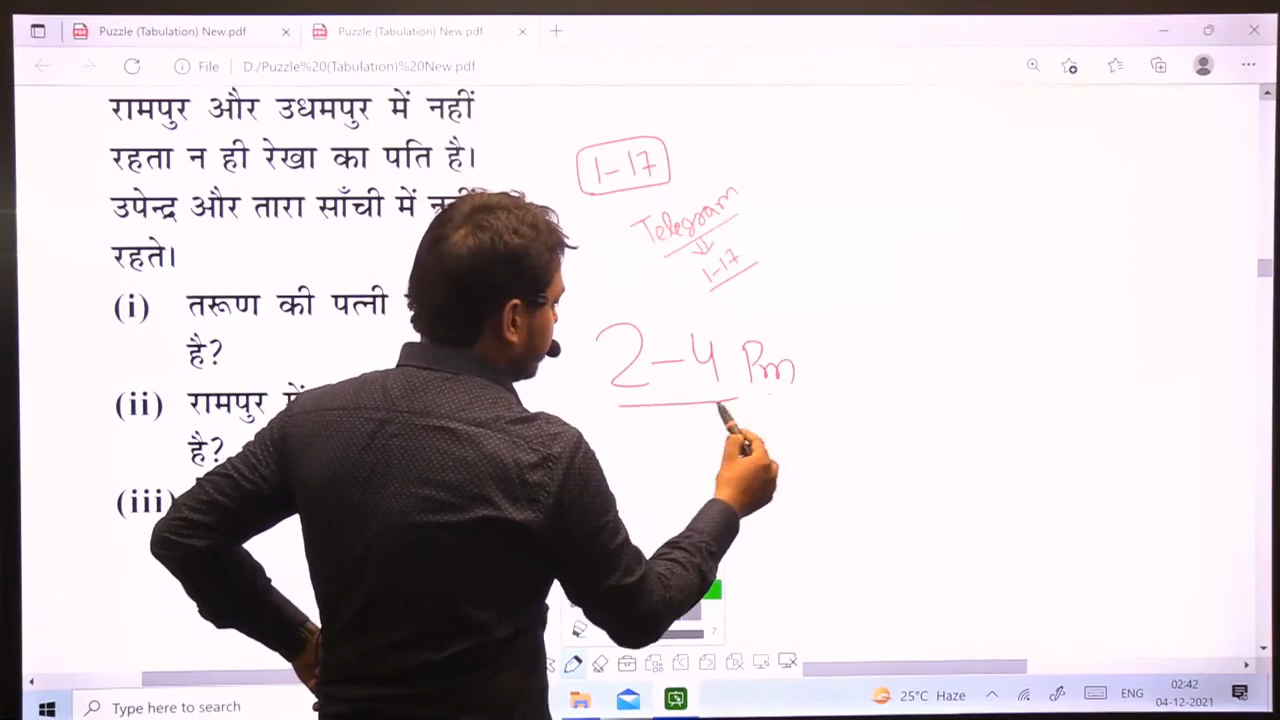 Puzzle (Tabulation) New.pdf
Puzzle (Tabulation) New.pdf
File D:/Puzzle%20(Tabulation)%20New.pdf
रामपुर और उधमपुर में नहीं
रहता न ही रेखा का पति है।
उपेन्द्र और तारा साँची में
रहते।
(i) तरूण की पत्नी
है?
(ii) रामपुर में
है?
(iii)
1-17
Telegram
1-17
2-4 Pm
7
Type here to search
25°C Haze
ENG
02:42
04-12-2021